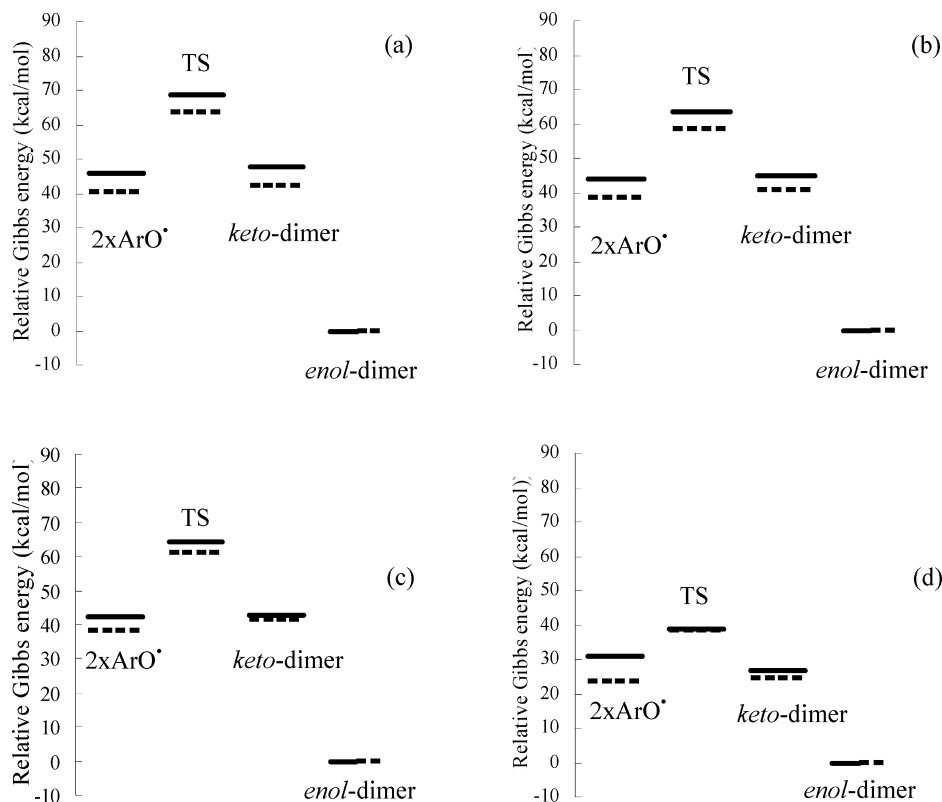 Relative Gibbs energy (kcal/mol)
90
80
70
60
50
40
30
20
10
0
-10
(a)
TS
2xArO•
keto-dimer
enol-dimer
Relative Gibbs energy (kcal/mol)
90
80
70
60
50
40
30
20
10
0
-10
(b)
TS
2xArO•
keto-dimer
enol-dimer
Relative Gibbs energy (kcal/mol)
90
80
70
60
50
40
30
20
10
0
-10
TS
(c)
2xArO•
keto-dimer
enol-dimer
Relative Gibbs energy (kcal/mol)
90
80
70
60
50
40
30
20
10
0
-10
(d)
TS
2xArO•
keto-dimer
enol-dimer